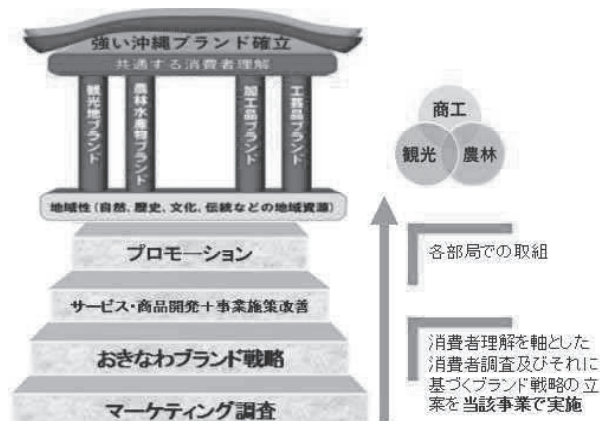 強い沖縄ブランド確立
共通する消費者理解
観光地ブランド
農林水産物ブランド
加工品ブランド
工芸品ブランド
地域性(自然、歴史、文化、伝統などの地域資源)
プロモーション
サービス・商品開発+事業施策改善
おきなわブランド戦略
マーケティング調査
商工
観光
農林
各部局での取組
消費者理解を軸とした
消費者調査及びそれに
基づくブランド戦略の立
案を当該事業で実施